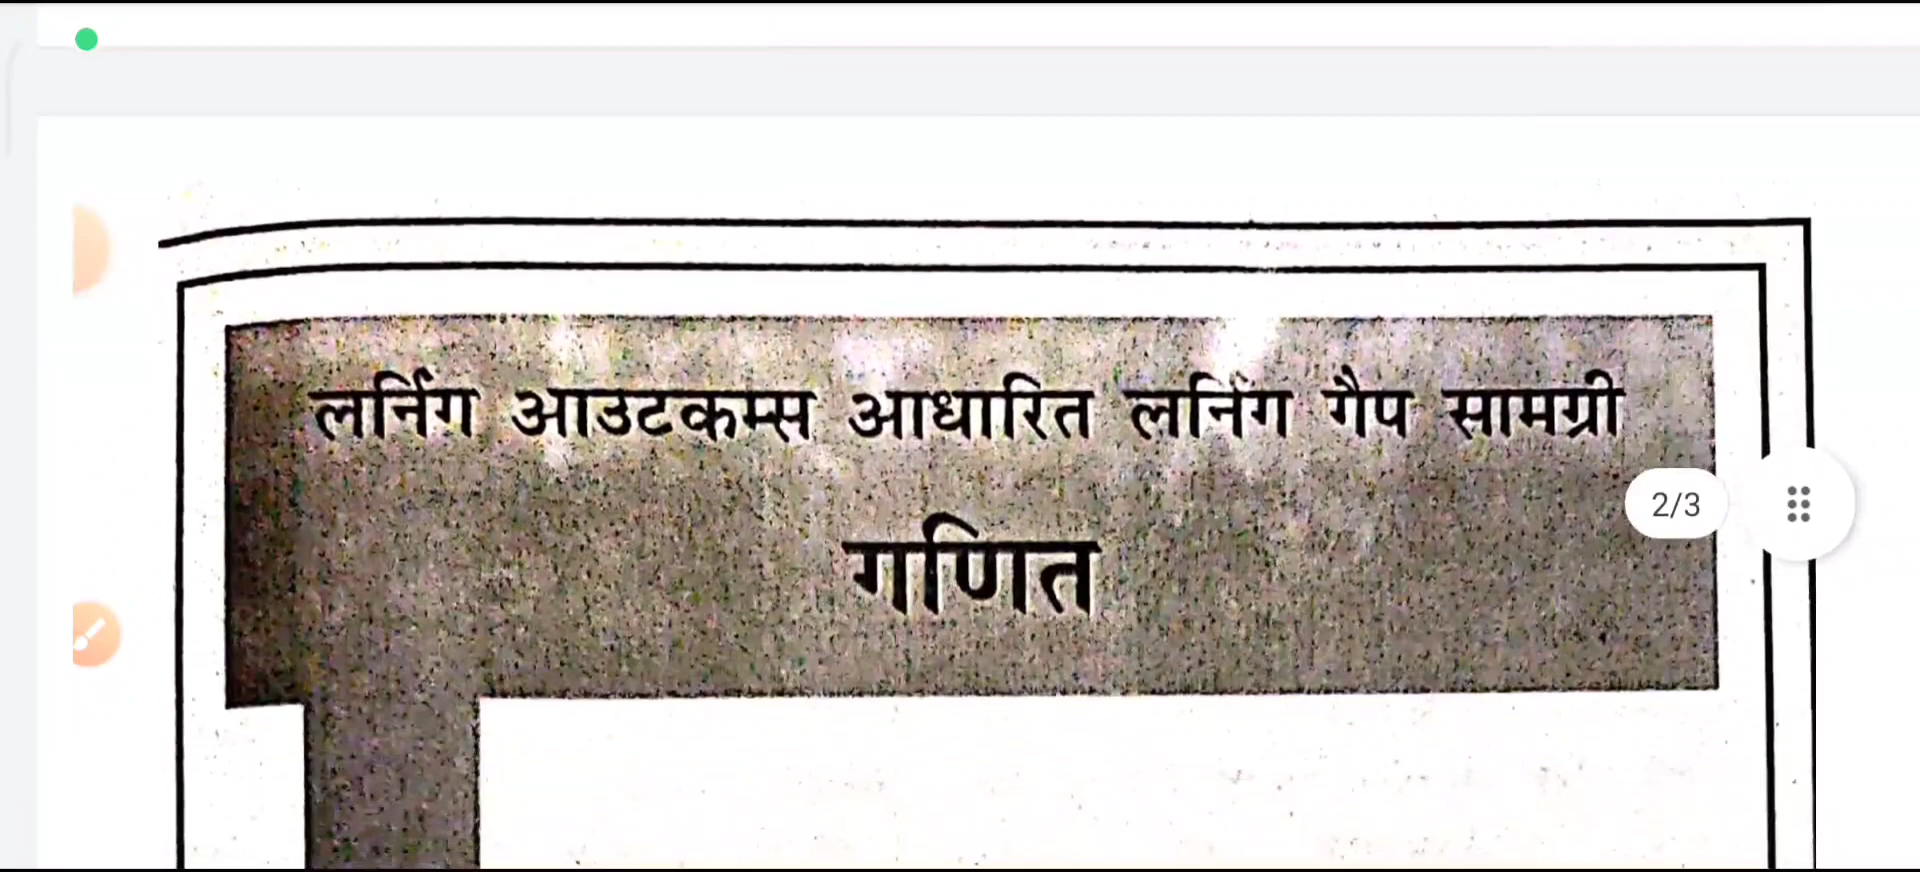 लर्निंग आउटकम्स आधारित लर्निंग गैप सामग्री
2/3
गणित